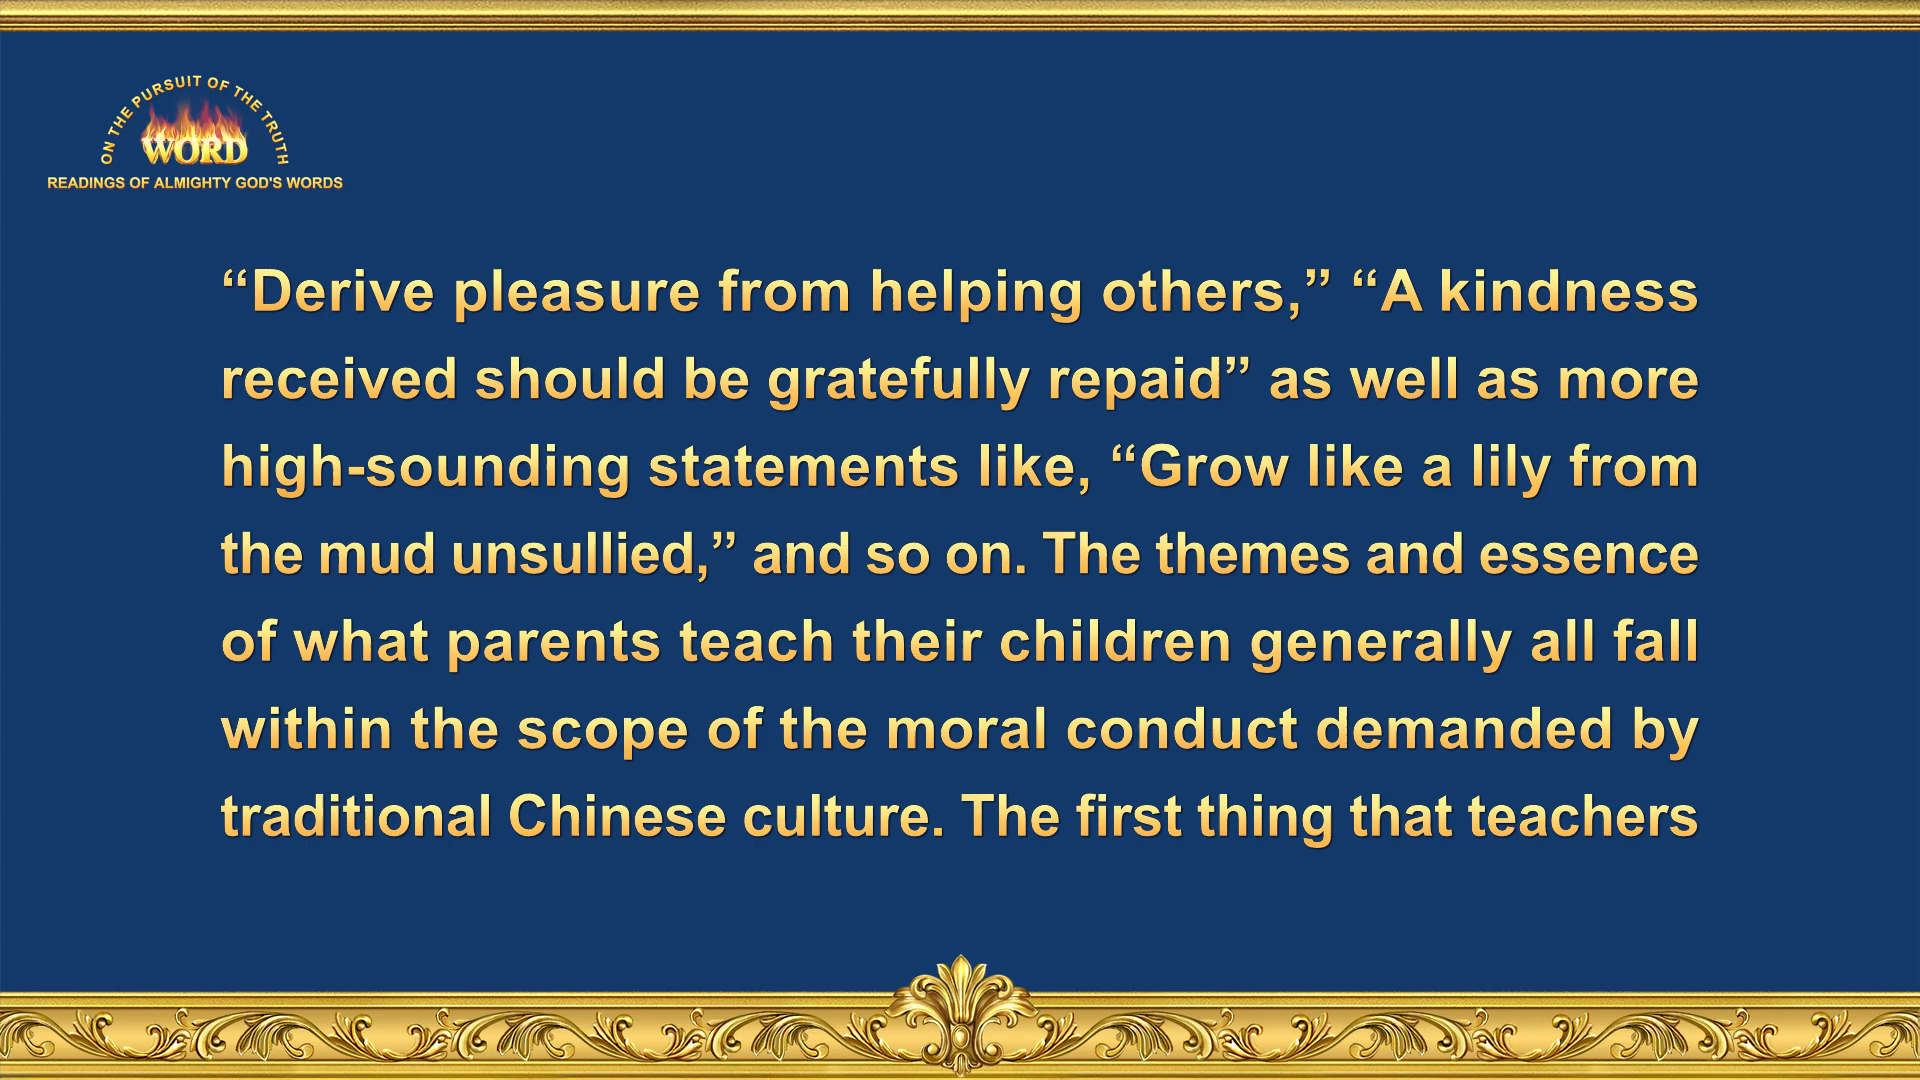 ON THE PURSUIT OF THE TRUTH
WORD
READINGS OF ALMIGHTY GOD'S WORDS
“Derive pleasure from helping others,” “A kindness
received should be gratefully repaid” as well as more
high-sounding statements like, “Grow like a lily from
the mud unsullied,” and so on. The themes and essence
of what parents teach their children generally all fall
within the scope of the moral conduct demanded by
traditional Chinese culture. The first thing that teachers